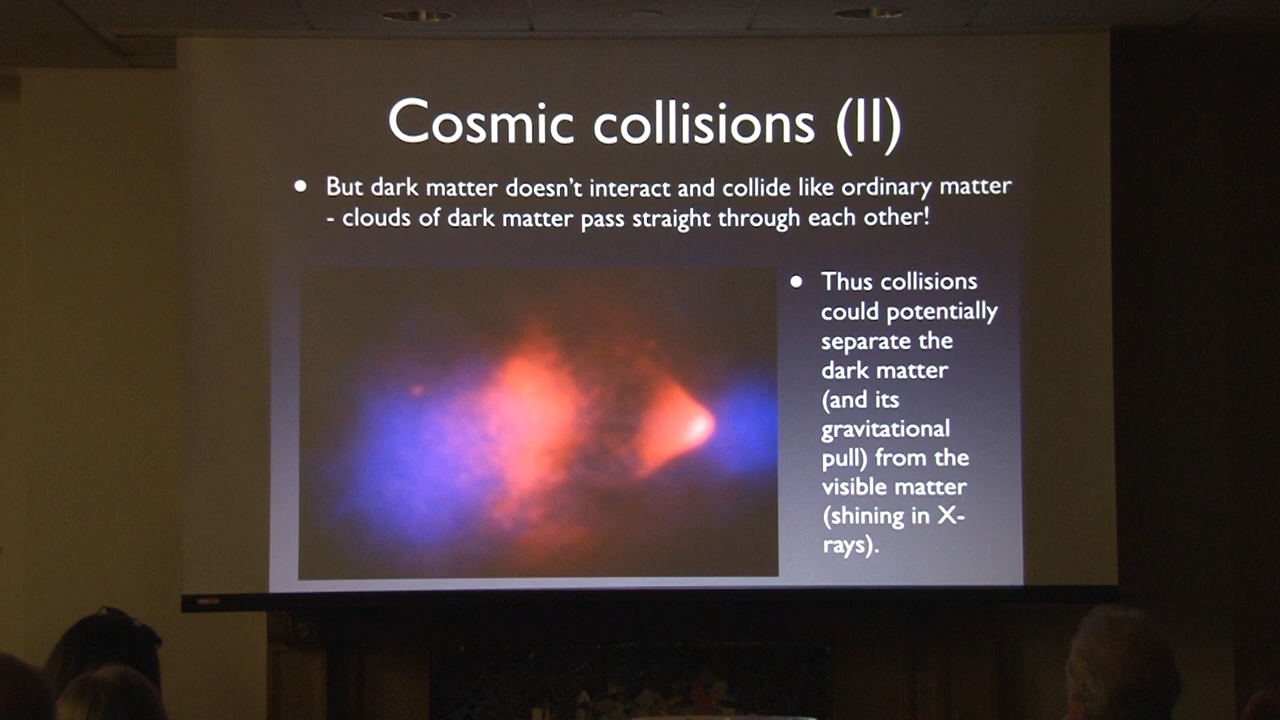 Cosmic collisions (II)
• But dark matter doesn't interact and collide like ordinary matter
- clouds of dark matter pass straight through each other!
• Thus collisions
could potentially
separate the
dark matter
(and its
gravitational
pull) from the
visible matter
(shining in X-
rays).